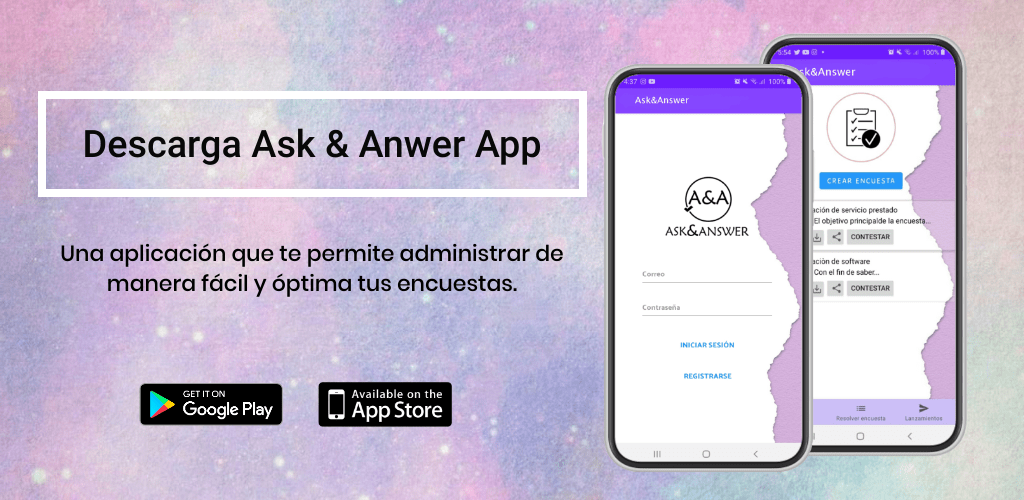 Descarga Ask & Anwer App
Una aplicación que te permite administrar de
manera fácil y óptima tus encuestas.
GET IT ON
Google Play
Available on the
App Store
4:37 100%
Ask&Answer
A&A
ASK&ANSWER
Correo
Contraseña
INICIAR SESIÓN
REGISTRARSE
5:54 100%
sk&Answer
CREAR ENCUESTA
ación de servicio prestado
El objetivo principalde la encuesta...
CONTESTAR
ación de software
Con el fin de saber...
CONTESTAR
Resolver encuesta Lanzamientos